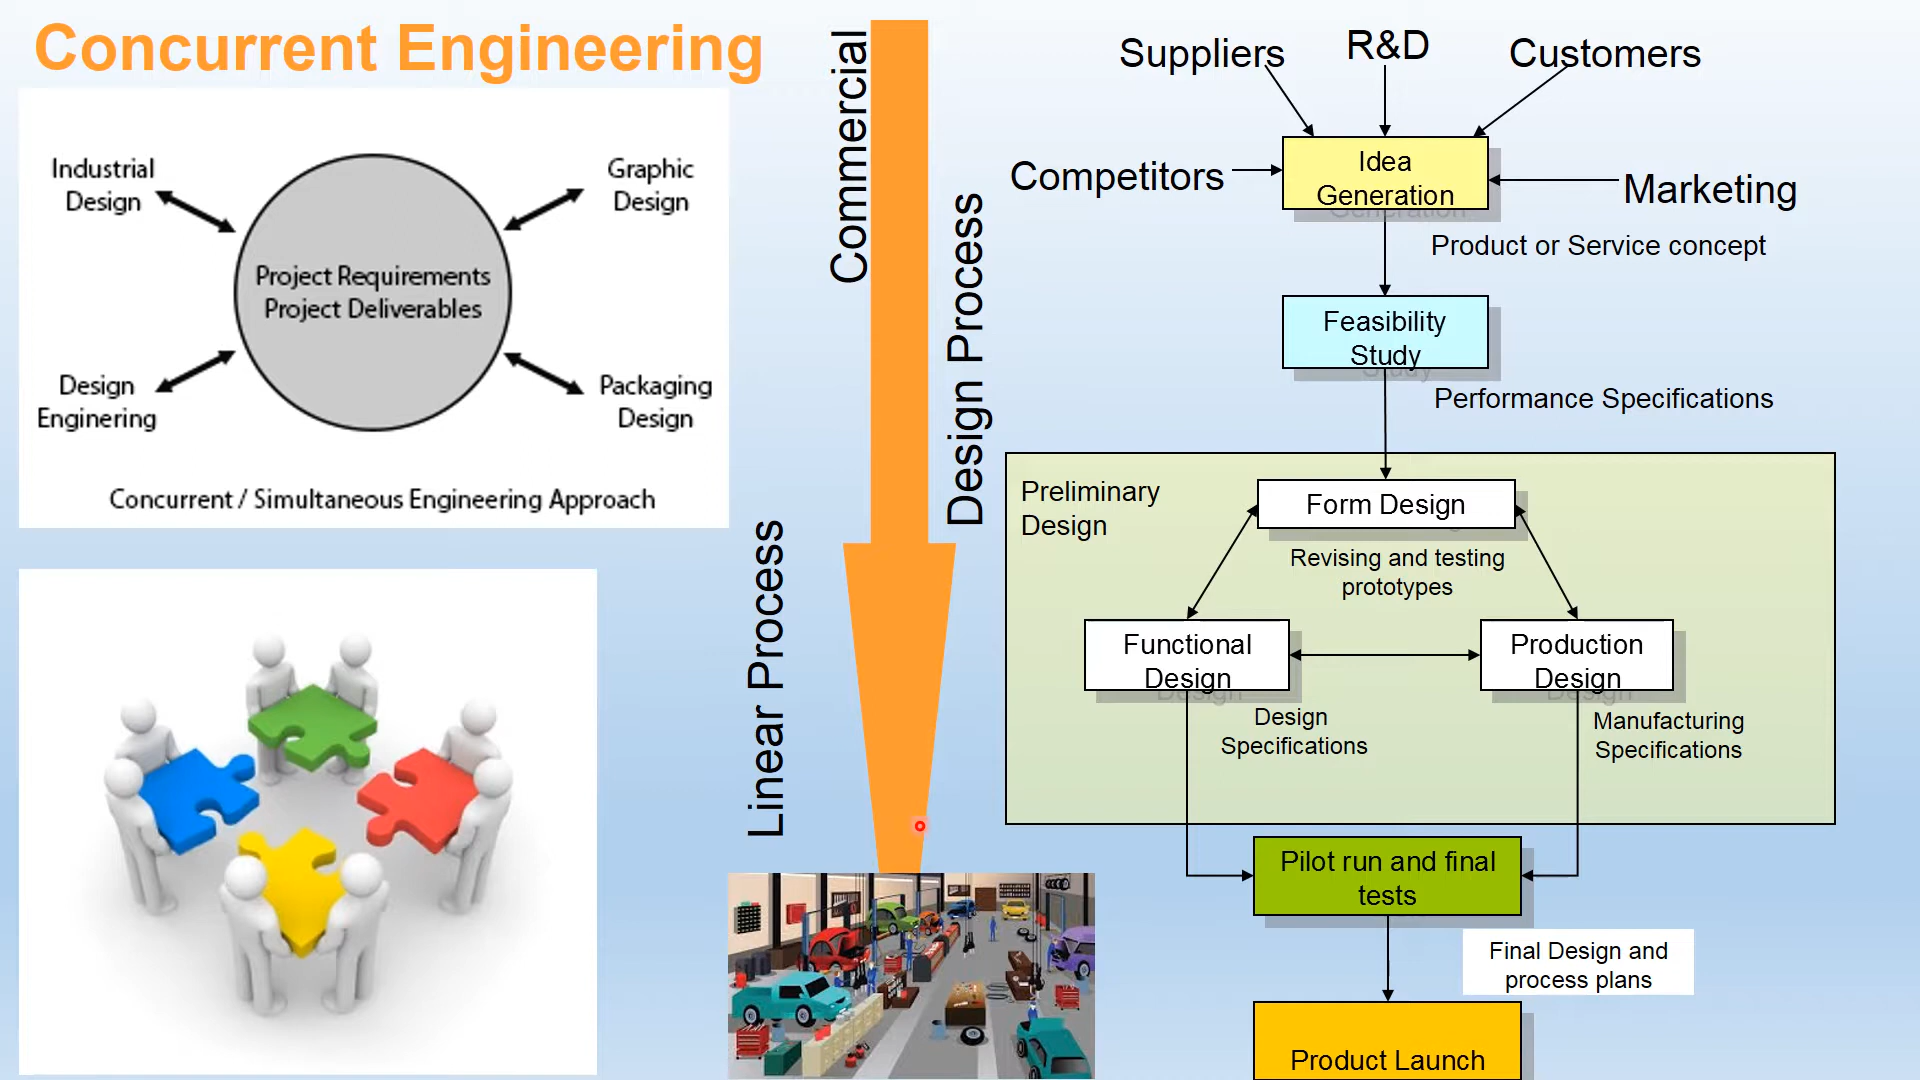 Concurrent Engineering
Industrial
Design
Graphic
Design
Project Requirements
Project Deliverables
Design
Enginering
Packaging
Design
Concurrent / Simultaneous Engineering Approach
Commercial
Design Process
Linear Process
Suppliers
R&D
Customers
Competitors
Idea
Generation
Marketing
Product or Service concept
Feasibility
Study
Performance Specifications
Preliminary
Design
Form Design
Revising and testing
prototypes
Functional
Design
Production
Design
Design
Specifications
Manufacturing
Specifications
Pilot run and final
tests
Final Design and
process plans
Product Launch